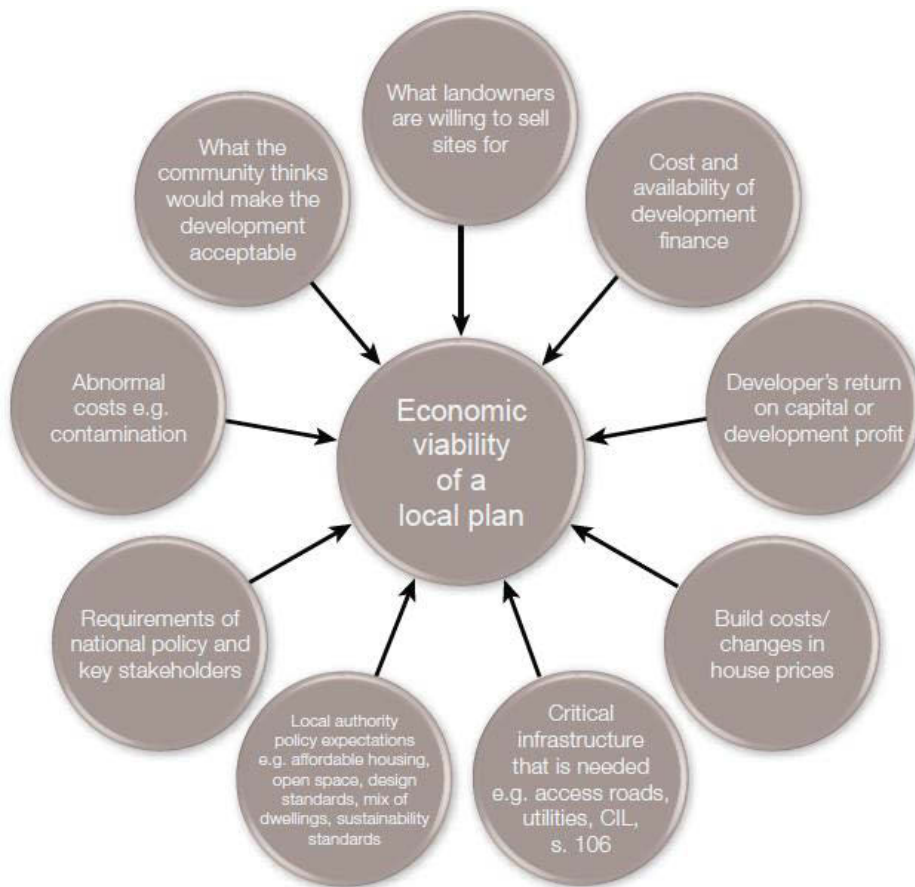 What landowners
are willing to sell
sites for
Cost and
availability of
development
finance
Developer's return
on capital or
development profit
Build costs/
changes in
house prices
Critical
infrastructure
that is needed
e.g. access roads,
utilities, CIL,
s. 106
Local authority
policy expectations
e.g. affordable housing,
open space, design
standards, mix of
dwellings, sustainability
standards
Requirements of
national policy and
key stakeholders
Abnormal
costs e.g.
contamination
What the
community thinks
would make the
development
acceptable
Economic
viability
of a
local plan